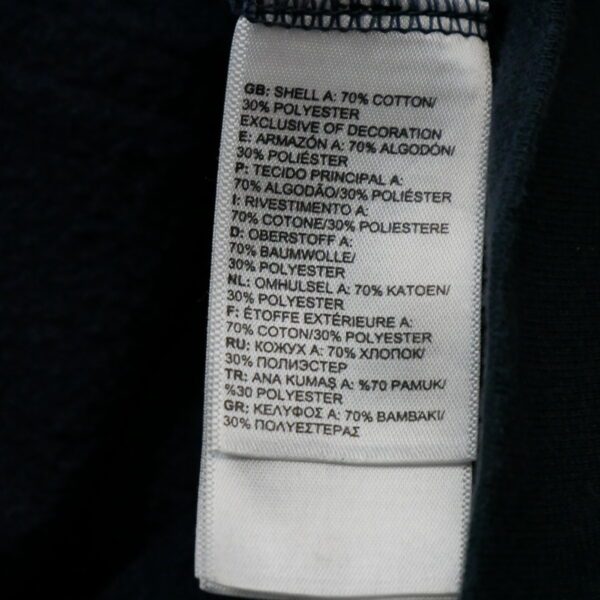 GB: SHELL A: 70% COTTON/
30% POLYESTER
EXCLUSIVE OF DECORATION
E: ARMAZÓN A: 70% ALGODÓN/
30% POLIÉSTER
P: TECIDO PRINCIPAL A:
70% ALGODÃO/30% POLIÉSTER
I: RIVESTIMENTO A:
70% COTONE/30% POLIESTERE
D: OBERSTOFF A:
70% BAUMWOLLE/
30% POLYESTER
NL: OMHULSEL A: 70% KATOEN/
30% POLYESTER
F: ÉTOFFE EXTÉRIEURE A:
70% COTON/30% POLYESTER
RU: КОЖУХ А: 70% ХЛОПОК/
30% ПОЛИЭСТЕР
TR: ANA KUMAŞ A: %70 PAMUK/
%30 POLYESTER
GR: ΚΕΛΥΦΟΣ Α: 70% ΒΑΜΒΑΚΙ/
30% ΠΟΛΥΕΣΤΕΡΑΣ